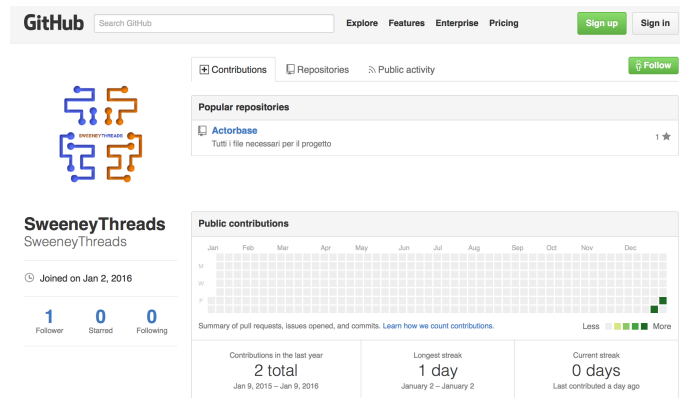 GitHub Search GitHub Explore Features Enterprise Pricing Sign up Sign in
Contributions Repositories Public activity Follow
SWEENEYTHREADS
Popular repositories
Actorbase
Tutti i file necessari per il progetto
1
SweeneyThreads
SweeneyThreads
Joined on Jan 2, 2016
1 0 0
Follower Starred Following
Public contributions
Jan Feb Mar Apr May Jun Jul Aug Sep Oct Nov Dec
M
W
F
Summary of pull requests, issues opened, and commits. Learn how we count contributions. Less More
Contributions in the last year
2 total
Jan 9, 2015 – Jan 9, 2016
Longest streak
1 day
January 2 – January 2
Current streak
0 days
Last contributed a day ago